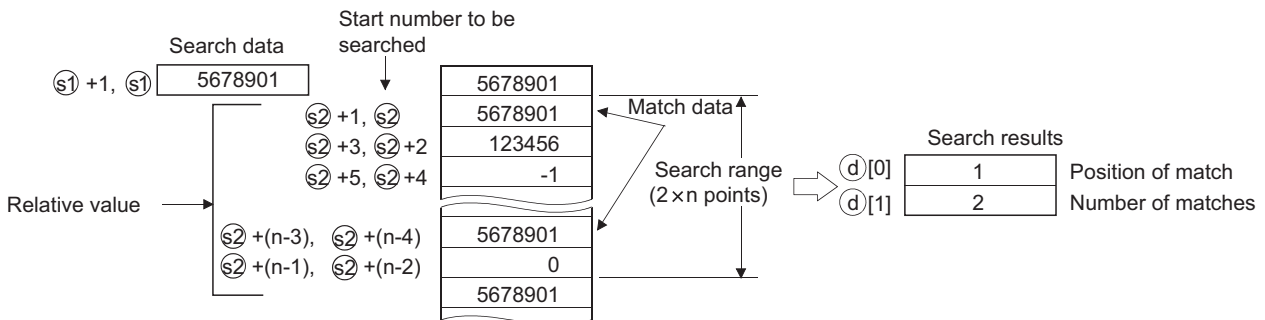 Start number to be
searched
Search data
s1 +1, s1 5678901
5678901
s2 +1, s2 5678901
s2 +3, s2 +2 123456
s2 +5, s2 +4 -1
Match data
Search range
(2×n points)
Relative value
s2 +(n-3), s2 +(n-4) 5678901
s2 +(n-1), s2 +(n-2) 0
5678901
Search results
d [0] 1 Position of match
d [1] 2 Number of matches